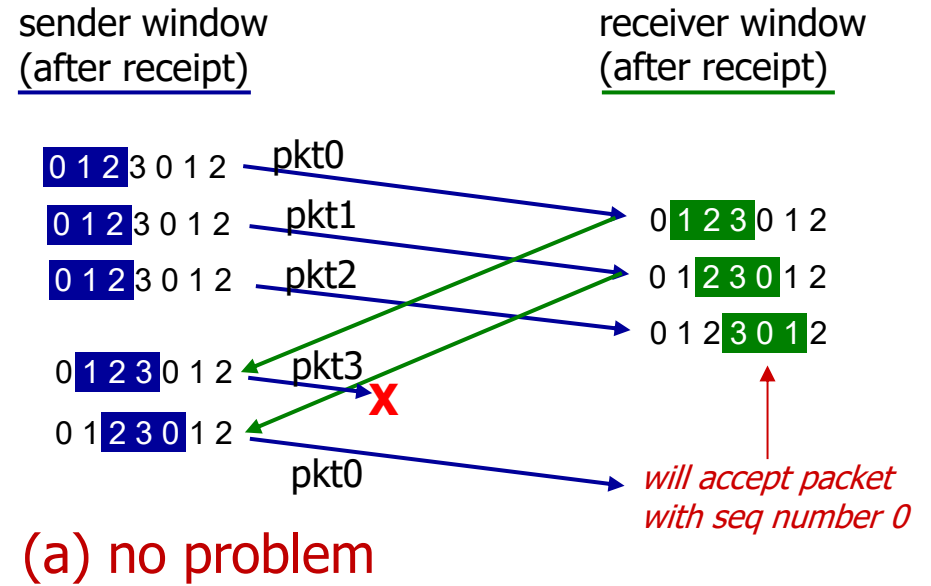 sender window
(after receipt)
receiver window
(after receipt)
0 1 2 3 0 1 2
pkt0
0 1 2 3 0 1 2
0 1 2 3 0 1 2
pkt1
0 1 2 3 0 1 2
0 1 2 3 0 1 2
pkt2
0 1 2 3 0 1 2
0 1 2 3 0 1 2
pkt3
X
0 1 2 3 0 1 2
pkt0
will accept packet
with seq number 0
(a) no problem